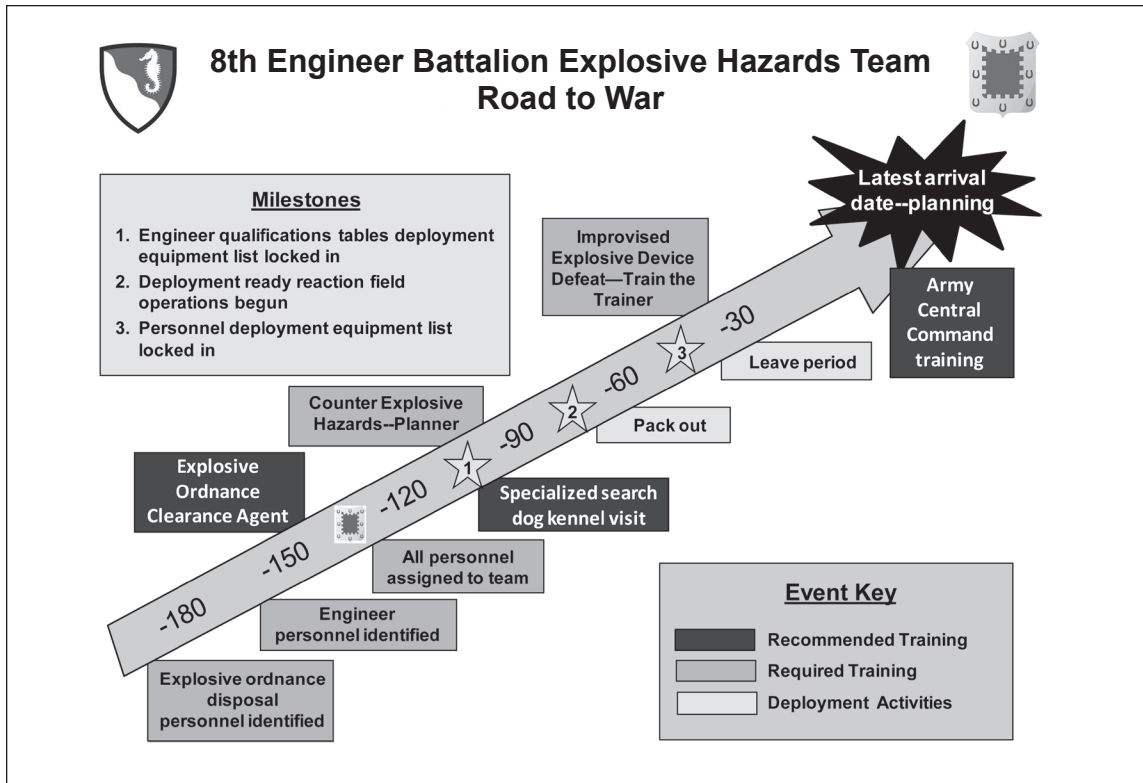 8th Engineer Battalion Explosive Hazards Team
Road to War
Latest arrival
date--planning
Milestones
1. Engineer qualifications tables deployment
equipment list locked in
2. Deployment ready reaction field
operations begun
3. Personnel deployment equipment list
locked in
Improvised
Explosive Device
Defeat—Train the
Trainer
Army
Central
Command
training
-30
3
Leave period
-60
2
Pack out
Counter Explosive
Hazards--Planner
-90
1
Explosive
Ordnance
Clearance Agent
Specialized search
dog kennel visit
-120
-150
All personnel
assigned to team
-180
Engineer
personnel identified
Explosive ordnance
disposal
personnel identified
Event Key
Recommended Training
Required Training
Deployment Activities